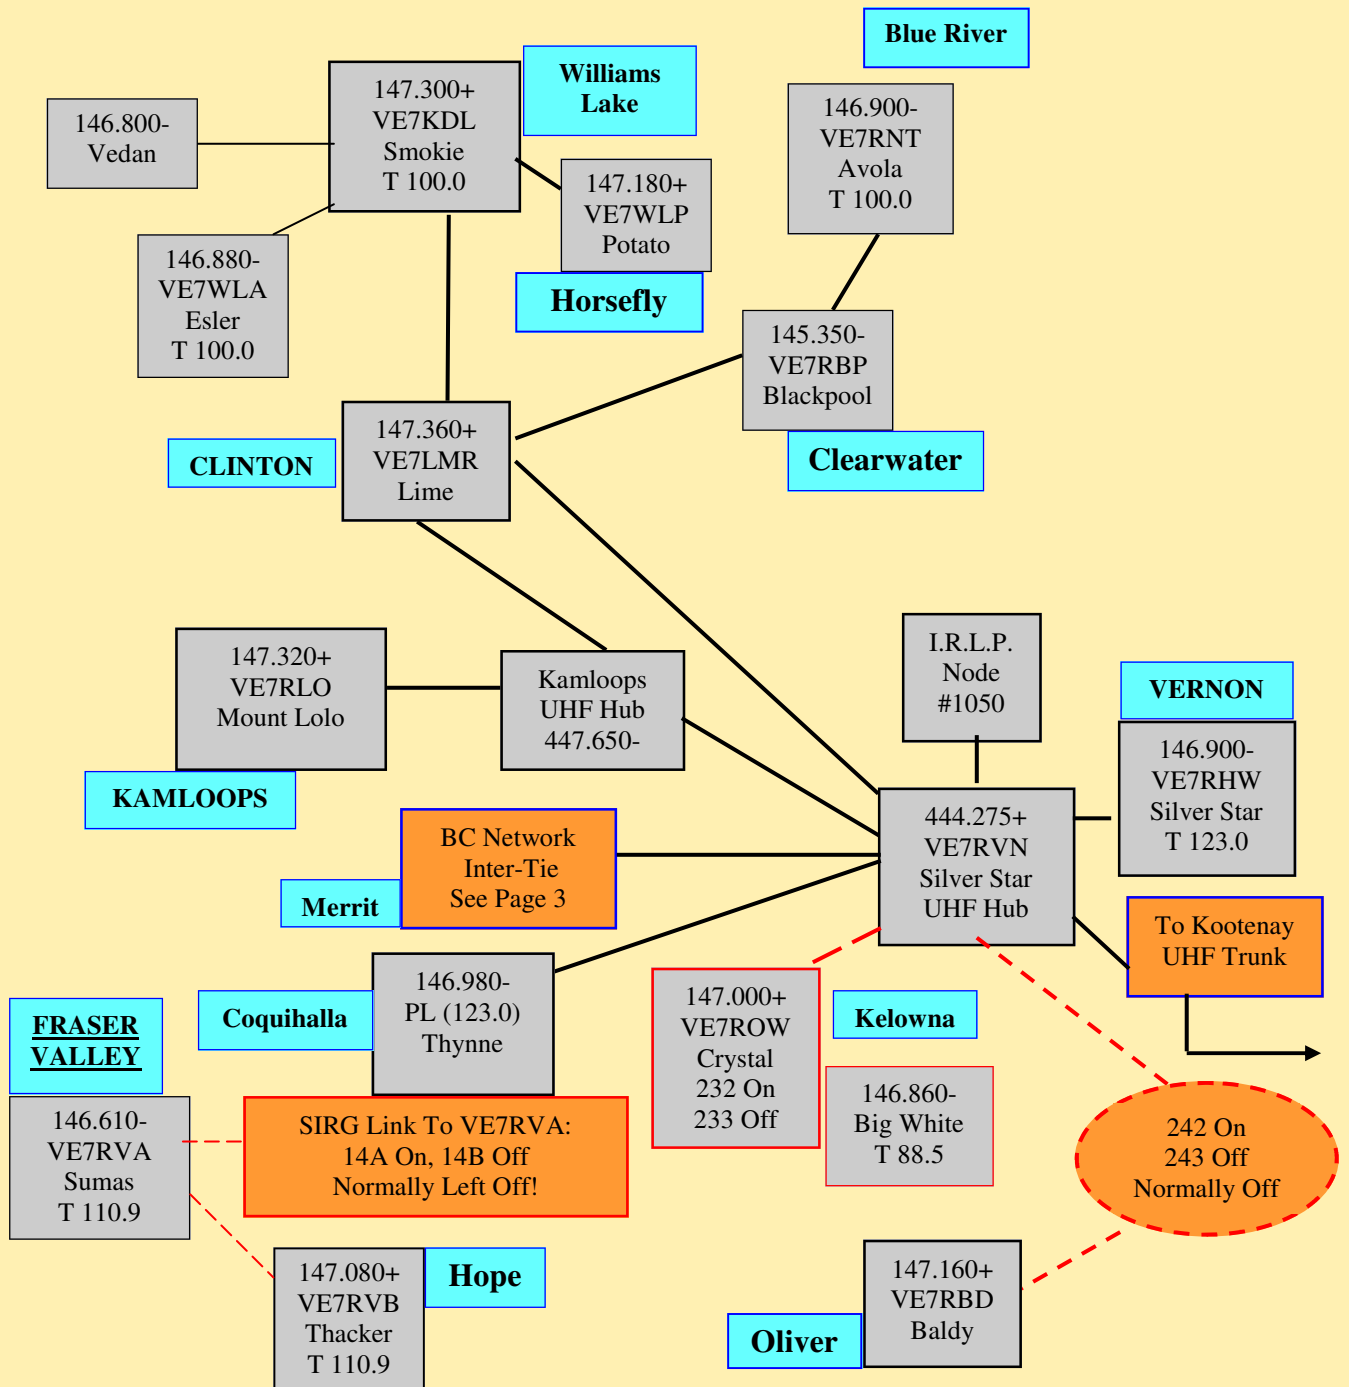 Blue River
147.300+
VE7KDL
Smokie
T 100.0
Williams
Lake
146.800-
Vedan
146.900-
VE7RNT
Avola
T 100.0
147.180+
VE7WLP
Potato
146.880-
VE7WLA
Esler
T 100.0
Horsefly
145.350-
VE7RBP
Blackpool
147.360+
VE7LMR
Lime
CLINTON
Clearwater
147.320+
VE7RLO
Mount Lolo
Kamloops
UHF Hub
447.650-
I.R.L.P.
Node
#1050
VERNON
146.900-
VE7RHW
Silver Star
T 123.0
KAMLOOPS
BC Network
Inter-Tie
See Page 3
Merrit
444.275+
VE7RVN
Silver Star
UHF Hub
To Kootenay
UHF Trunk
146.980-
PL (123.0)
Thynne
Coquihalla
147.000+
VE7ROW
Crystal
232 On
233 Off
Kelowna
FRASER
VALLEY
146.610-
VE7RVA
Sumas
T 110.9
SIRG Link To VE7RVA:
14A On, 14B Off
Normally Left Off!
146.860-
Big White
T 88.5
242 On
243 Off
Normally Off
147.080+
VE7RVB
Thacker
T 110.9
Hope
147.160+
VE7RBD
Baldy
Oliver